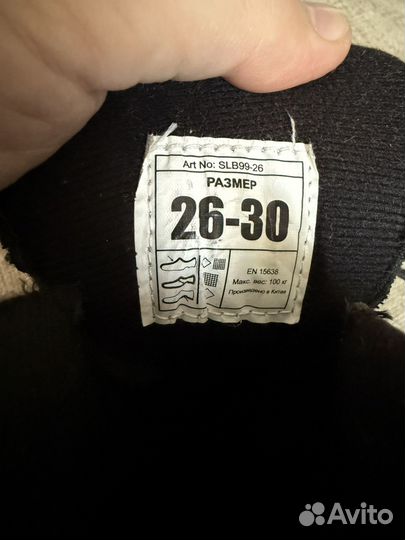 Art No: SLB99-26
РАЗМЕР
26-30
EN 15638
Макс. вес: 100 кг
Произведено в Китае
Avito